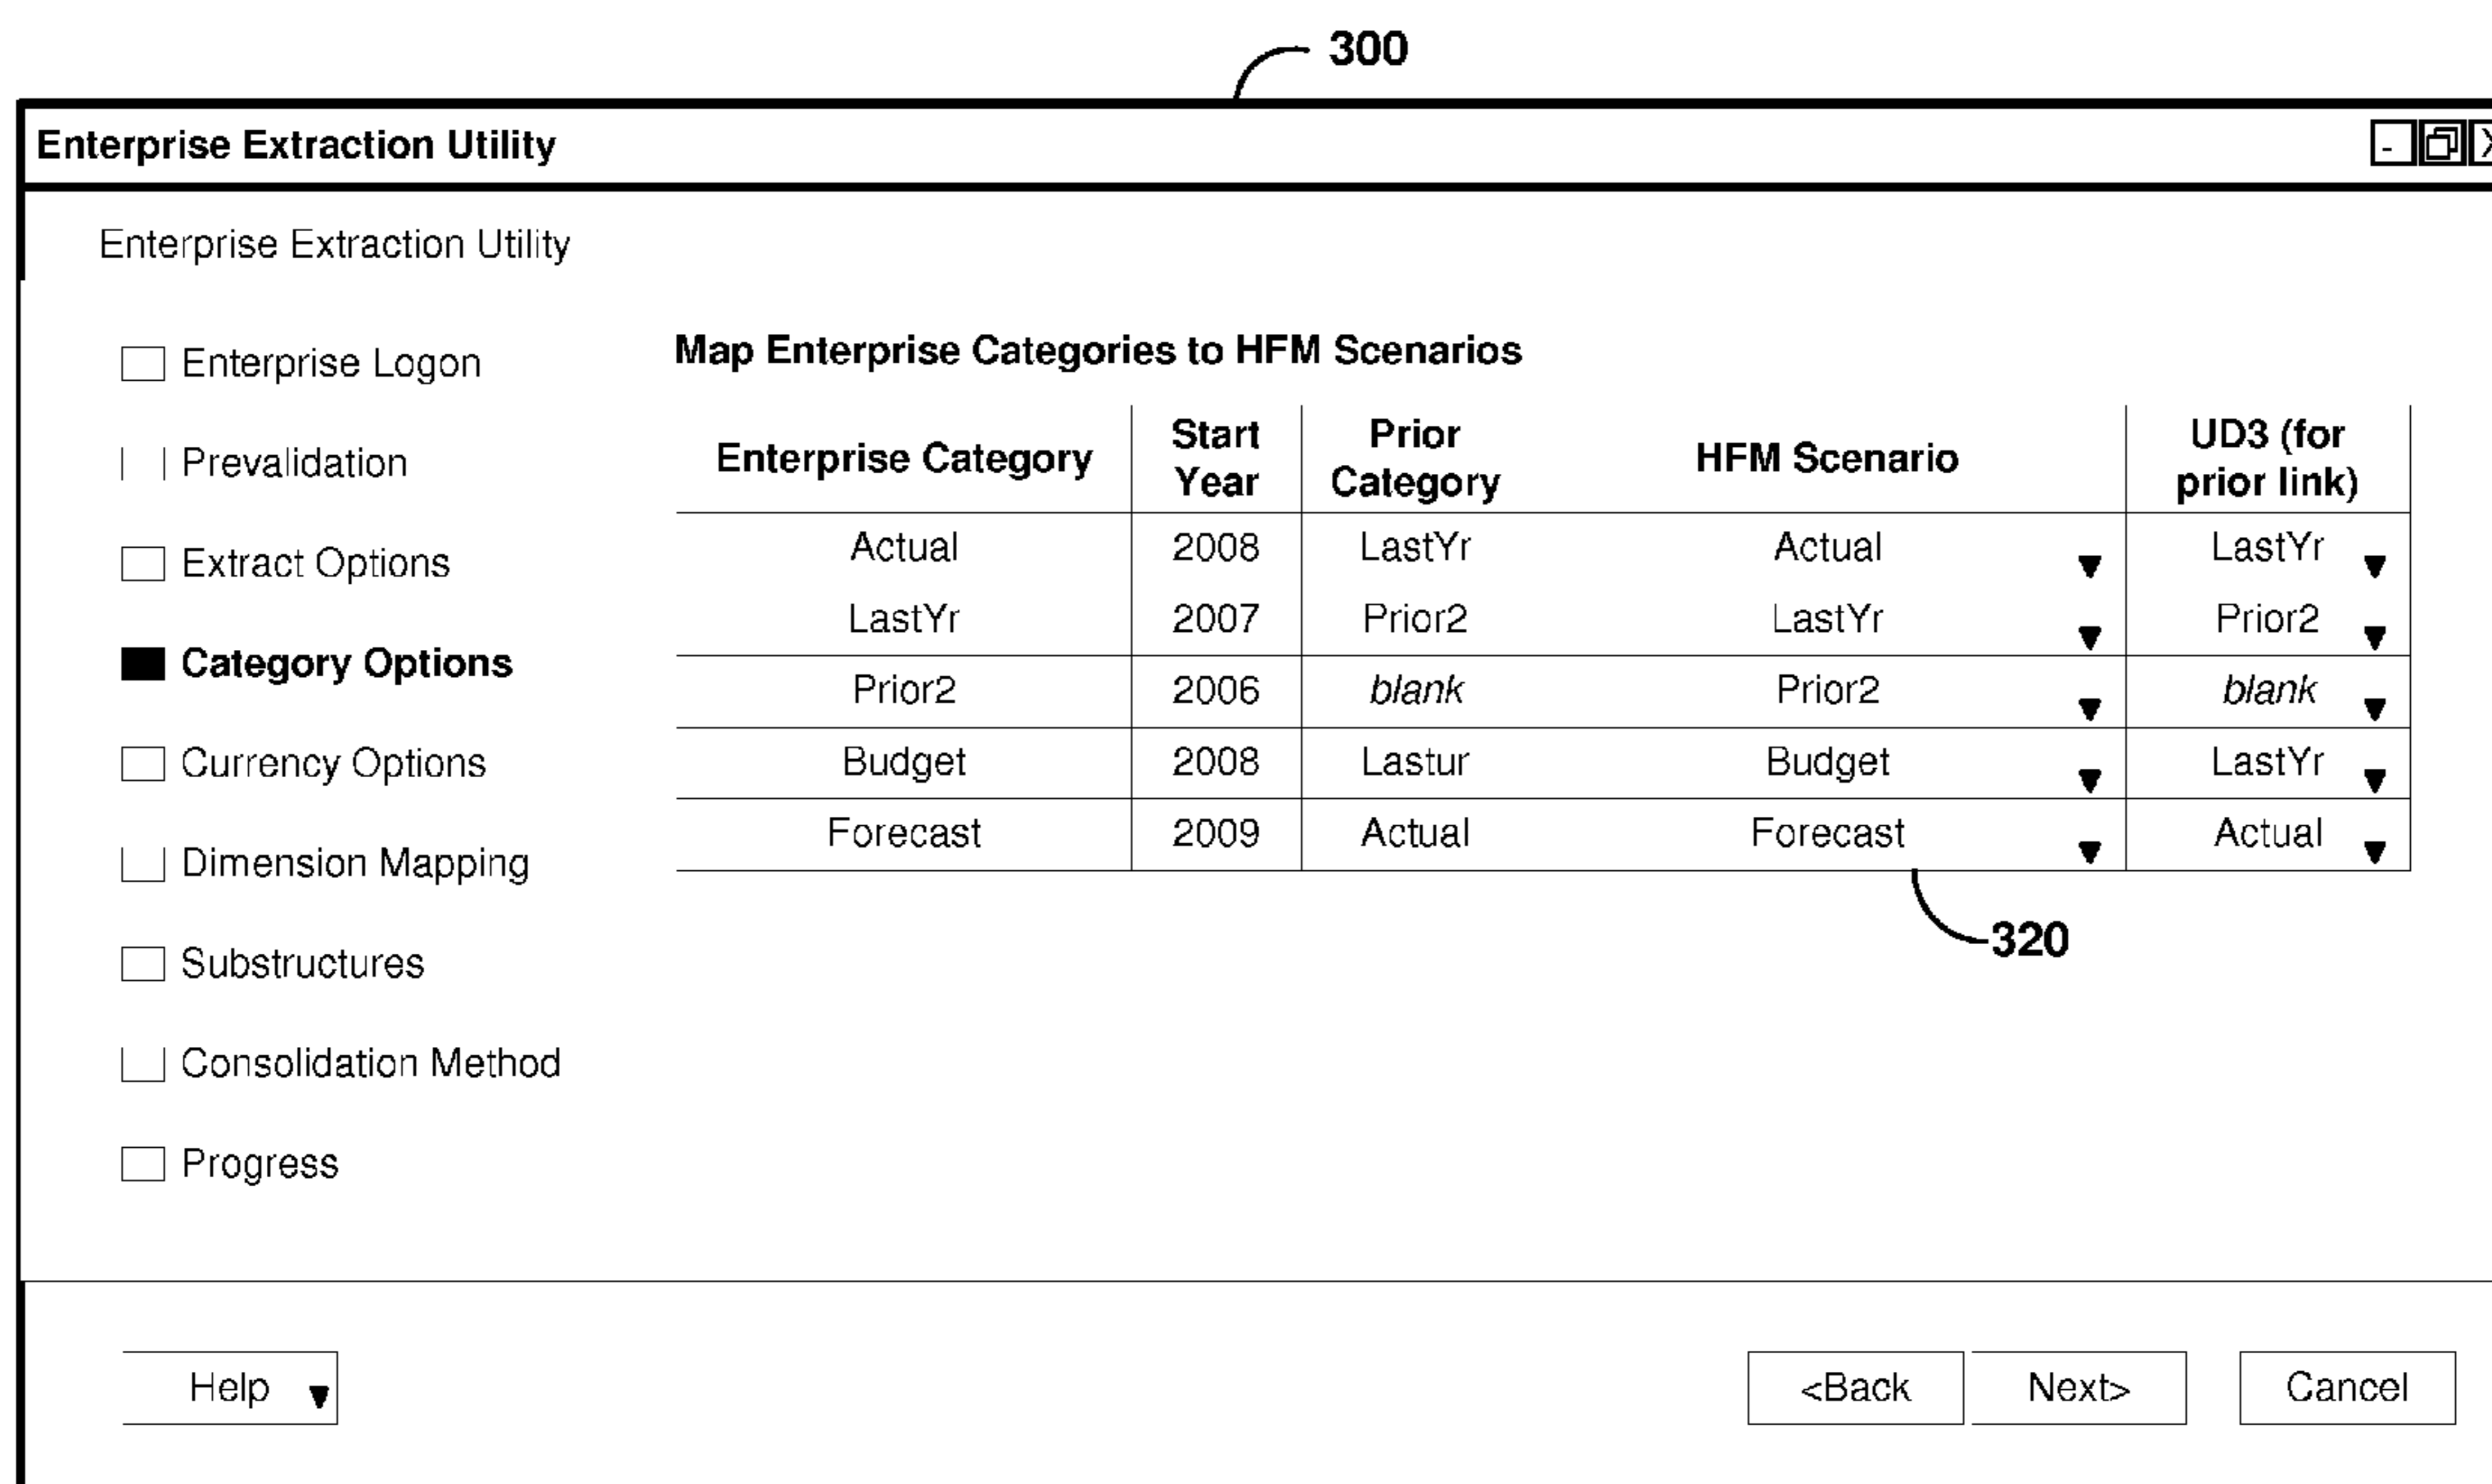 300
Enterprise Extraction Utility
Enterprise Extraction Utility
Enterprise Logon
Prevalidation
Extract Options
Category Options
Currency Options
Dimension Mapping
Substructures
Consolidation Method
Progress
Map Enterprise Categories to HFM Scenarios
Enterprise Category Start Year Prior Category HFM Scenario UD3 (for prior link)
Actual 2008 LastYr Actual LastYr
LastYr 2007 Prior2 LastYr Prior2
Prior2 2006 blank Prior2 blank
Budget 2008 Lastur Budget LastYr
Forecast 2009 Actual Forecast Actual
320
Help <Back Next> Cancel